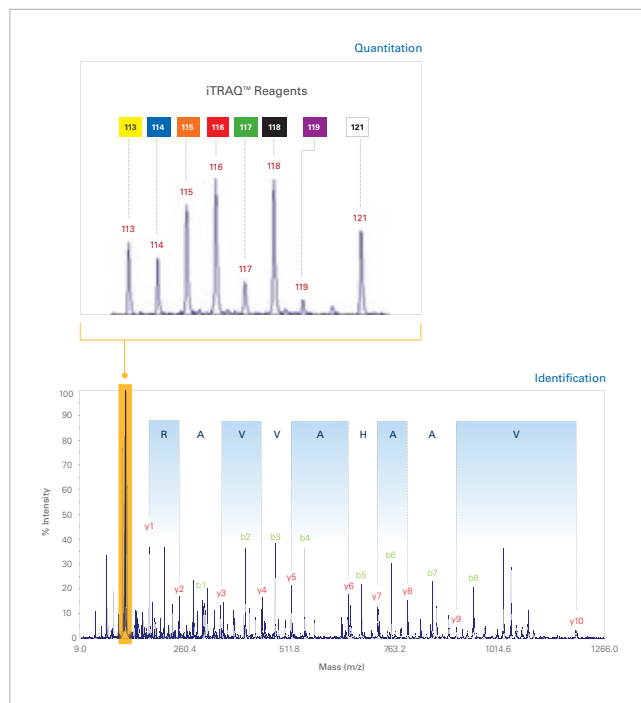 Quantitation
iTRAQ™ Reagents
113 114 115 116 117 118 119 121
116
118
115
113
121
114
117
119
Identification
100
90
80
70
60
50
40
30
20
10
0
% Intensity
R A V V A H A A V
y1
b2 b3 b4
b6
y2 b1 y3 y4 y5 y6 b5 y7 y8 b7 y9 b8 y10
9.0 260.4 511.8 763.2 1014.6 1266.0
Mass (m/z)